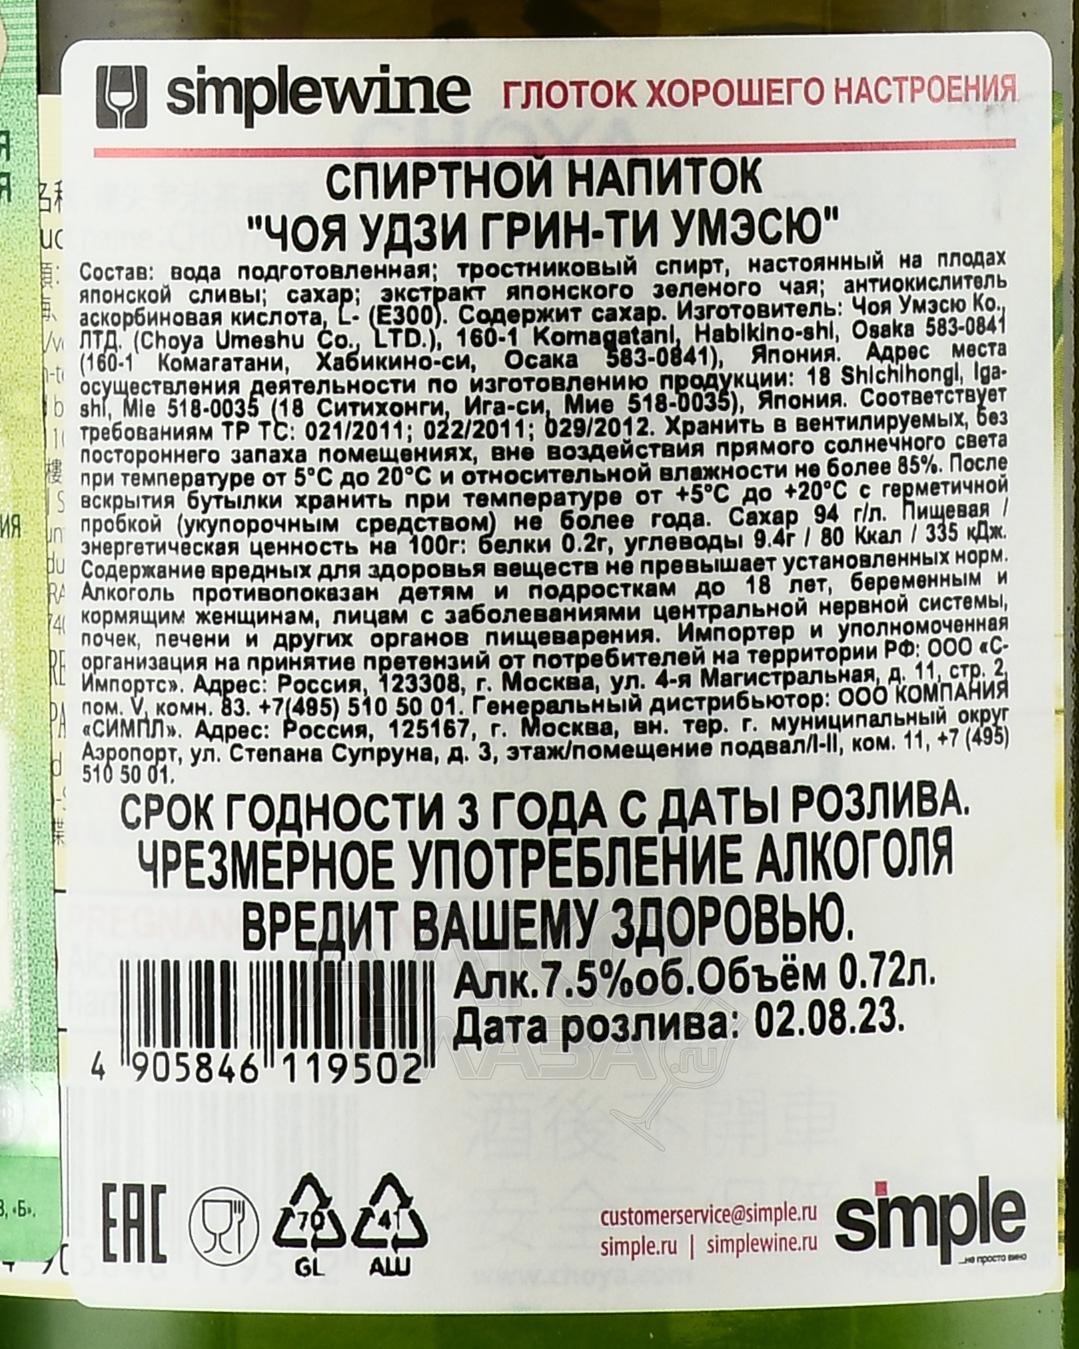 simplewine ГЛОТОК ХОРОШЕГО НАСТРОЕНИЯ
СПИРТНОЙ НАПИТОК
"ЧОЯ УДЗИ ГРИН-ТИ УМЭСЮ"
Состав: вода подготовленная; тростниковый спирт, настоянный на плодах
японской сливы; сахар; экстракт японского зеленого чая; антиокислитель
аскорбиновая кислота, L- (E300). Содержит сахар. Изготовитель: Чоя Умэсю Ко.,
ЛТД. (Choya Umeshu Co., LTD.), 160-1 Komagatani, Habikino-shi, Osaka 583-0841
(160-1 Комагатани, Хабикино-си, Осака 583-0841), Япония. Адрес места
осуществления деятельности по изготовлению продукции: 18 Shichihongi, Iga-
shi, Mie 518-0035 (18 Ситихонги, Ига-си, Мие 518-0035), Япония. Соответствует
требованиям ТР ТС: 021/2011; 022/2011; 029/2012. Хранить в вентилируемых, без
постороннего запаха помещениях, вне воздействия прямого солнечного света
при температуре от 5°С до 20°С и относительной влажности не более 85%. После
вскрытия бутылки хранить при температуре от +5°С до +20°С с герметичной
пробкой (укупорочным средством) не более года. Сахар 94 г/л. Пищевая /
энергетическая ценность на 100г: белки 0.2г, углеводы 9.4г / 80 Ккал / 335 кДж.
Содержание вредных для здоровья веществ не превышает установленных норм.
Алкоголь противопоказан детям и подросткам до 18 лет, беременным и
кормящим женщинам, лицам с заболеваниями центральной нервной системы,
почек, печени и других органов пищеварения. Импортер и уполномоченная
организация на принятие претензий от потребителей на территории РФ: ООО «С-
Импортс». Адрес: Россия, 123308, г. Москва, ул. 4-я Магистральная, д. 11, стр. 2,
пом. V, комн. 83. +7(495) 510 50 01. Генеральный дистрибьютор: ООО КОМПАНИЯ
«СИМПЛ». Адрес: Россия, 125167, г. Москва, вн. тер. г. муниципальный округ
Аэропорт, ул. Степана Супруна, д. 3, этаж/помещение подвал/I-II, ком. 11, +7 (495)
510 50 01.
СРОК ГОДНОСТИ 3 ГОДА С ДАТЫ РОЗЛИВА.
ЧРЕЗМЕРНОЕ УПОТРЕБЛЕНИЕ АЛКОГОЛЯ
ВРЕДИТ ВАШЕМУ ЗДОРОВЬЮ.
Алк.7.5%об.Объём 0.72л.
Дата розлива: 02.08.23.
4 905846 119502
EAC
70
GL
41
ALU
customerservice@simple.ru
simple.ru | simplewine.ru
simple
...не просто вино